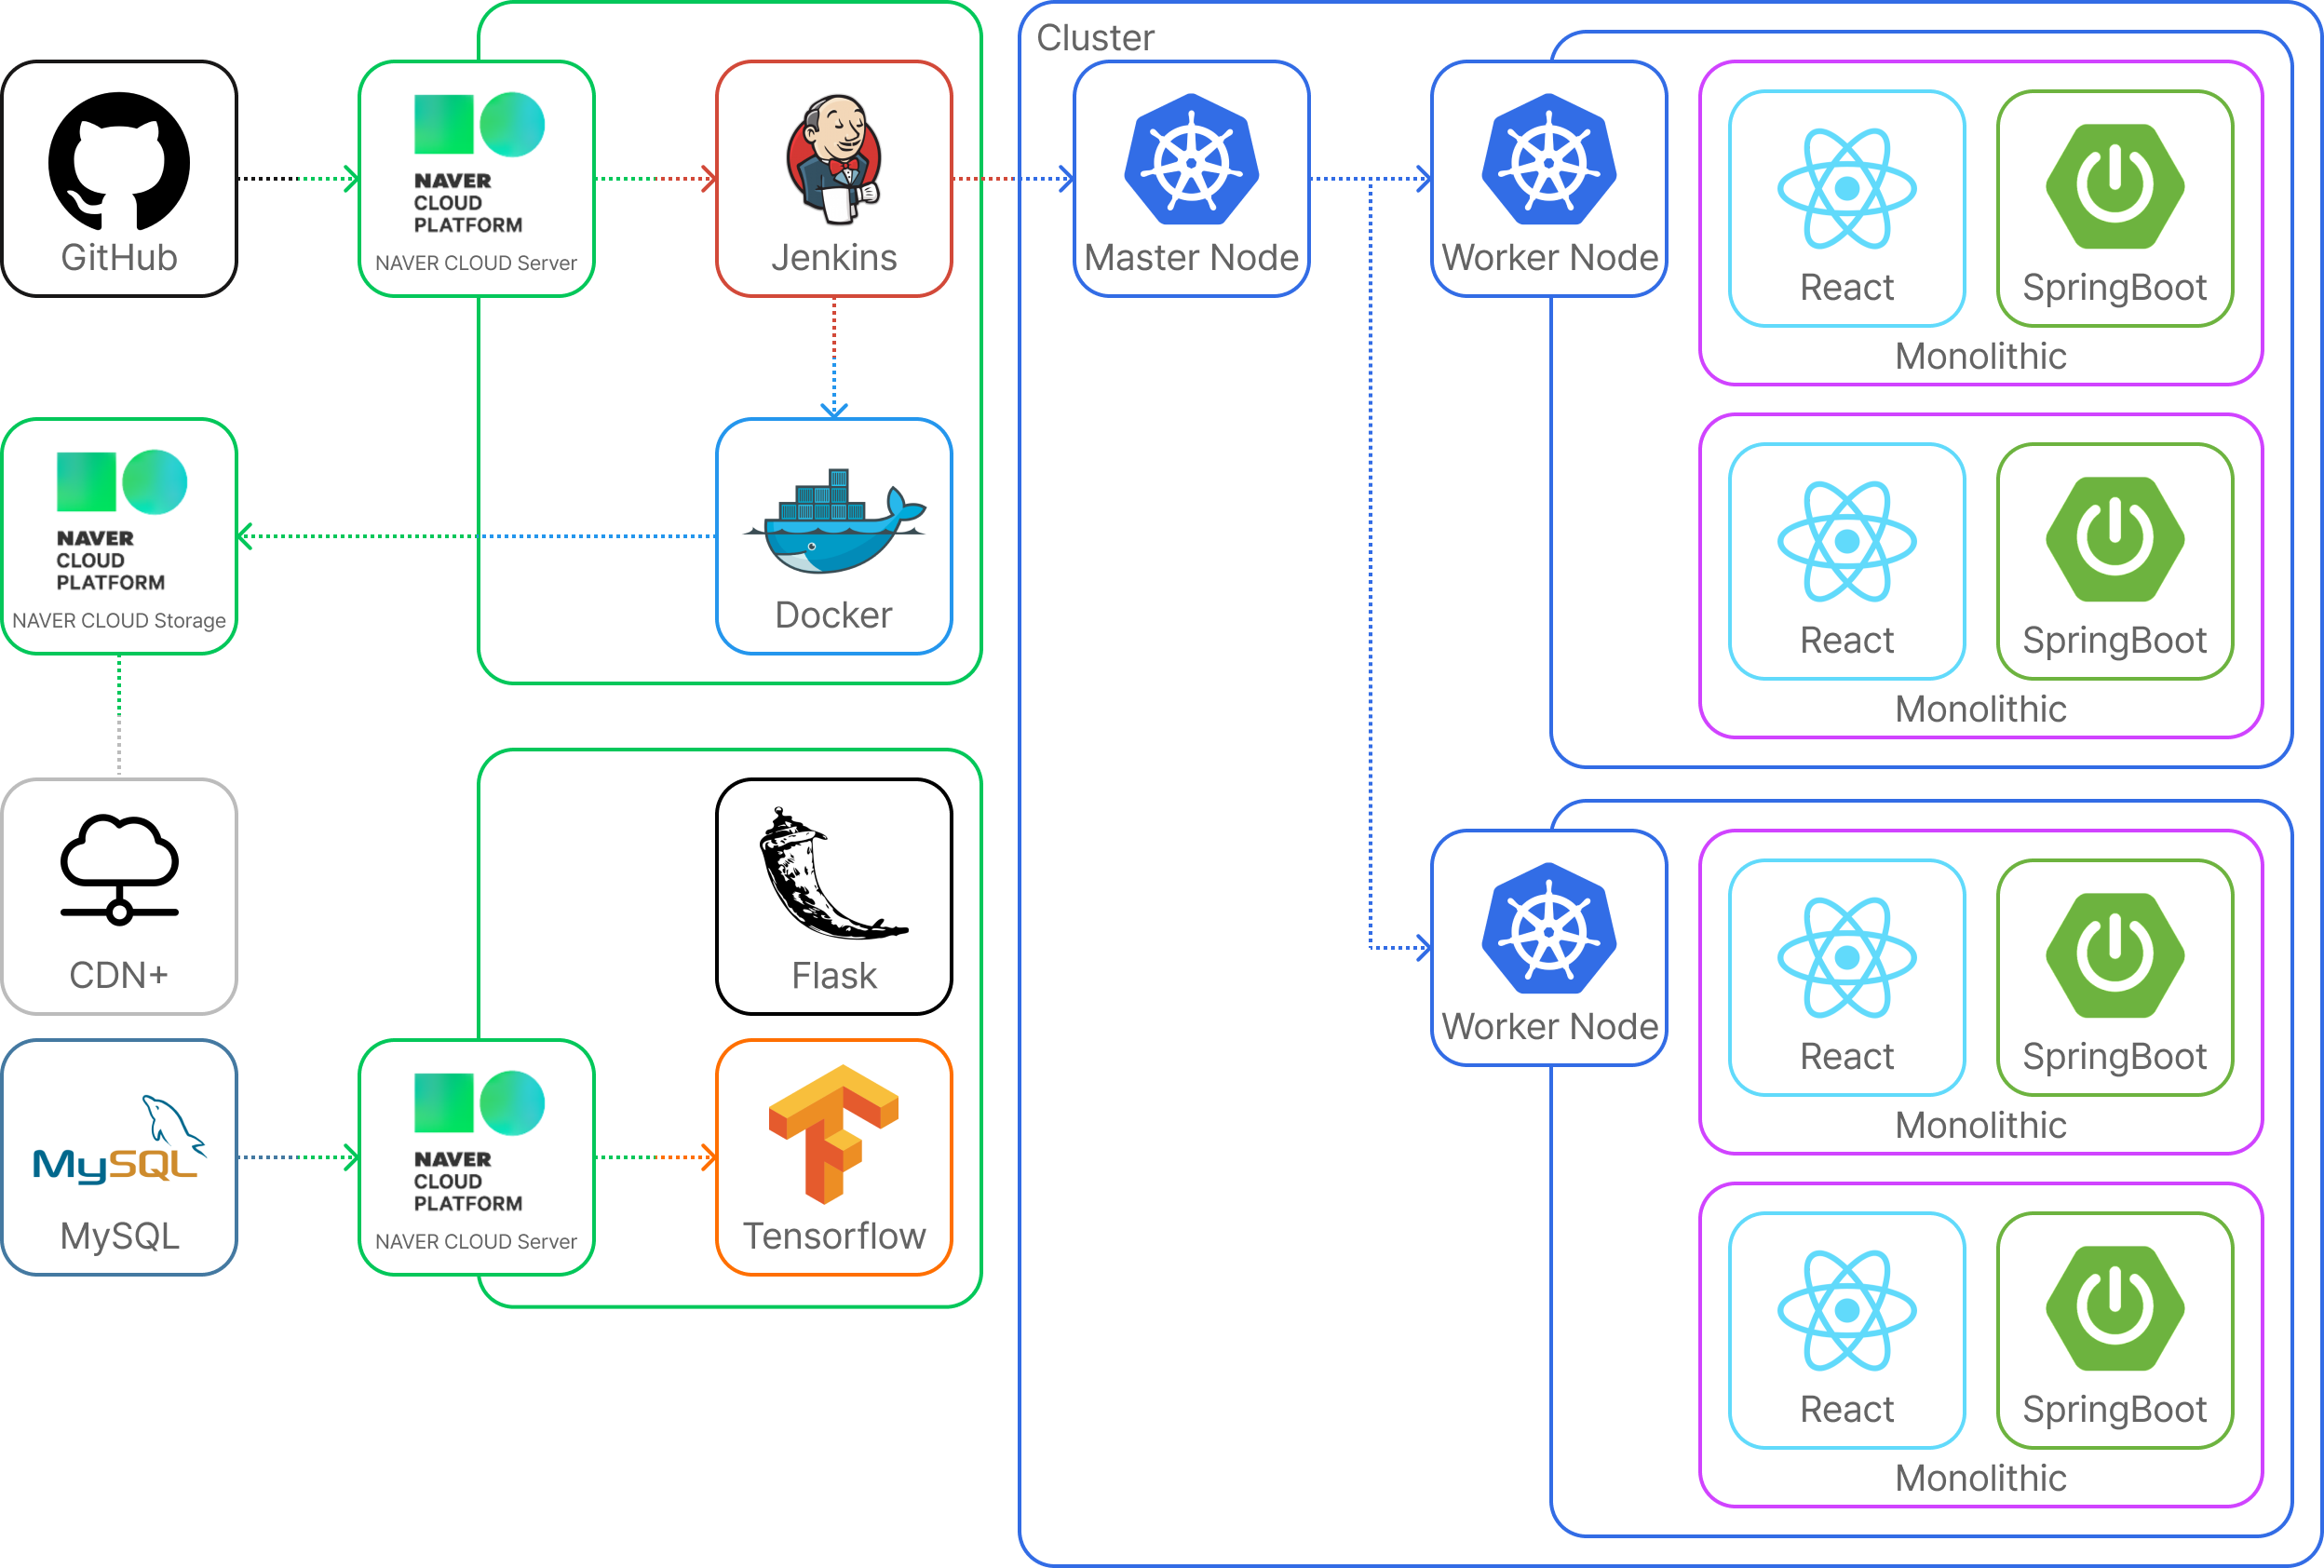 Cluster
GitHub
NAVER
CLOUD
PLATFORM
NAVER CLOUD Server
Jenkins
Master Node
Worker Node
React
SpringBoot
Monolithic
NAVER
CLOUD
PLATFORM
NAVER CLOUD Storage
Docker
React
SpringBoot
Monolithic
CDN+
Flask
Worker Node
React
SpringBoot
Monolithic
MySQL
MySQL
NAVER
CLOUD
PLATFORM
NAVER CLOUD Server
Tensorflow
React
SpringBoot
Monolithic